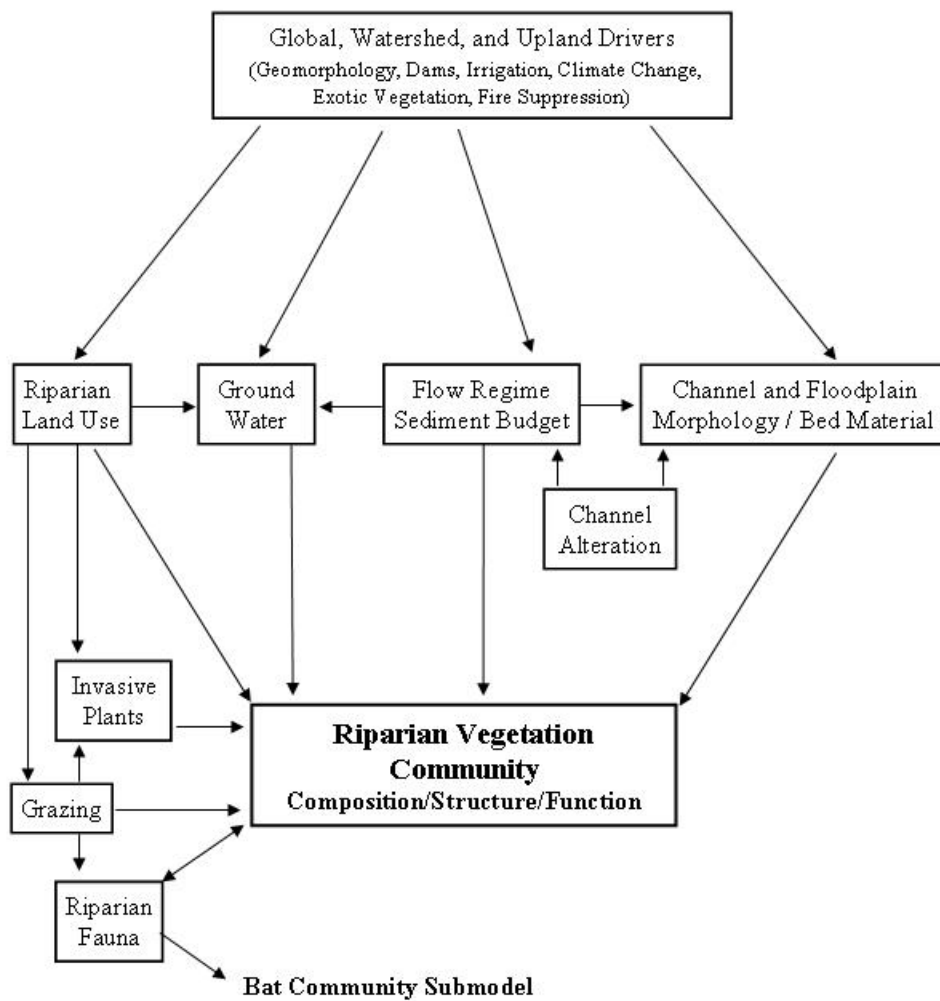 Global, Watershed, and Upland Drivers
(Geomorphology, Dams, Irrigation, Climate Change,
Exotic Vegetation, Fire Suppression)
Riparian
Land Use
Ground
Water
Flow Regime
Sediment Budget
Channel and Floodplain
Morphology / Bed Material
Channel
Alteration
Invasive
Plants
Riparian Vegetation
Community
Composition/Structure/Function
Grazing
Riparian
Fauna
Bat Community Submodel